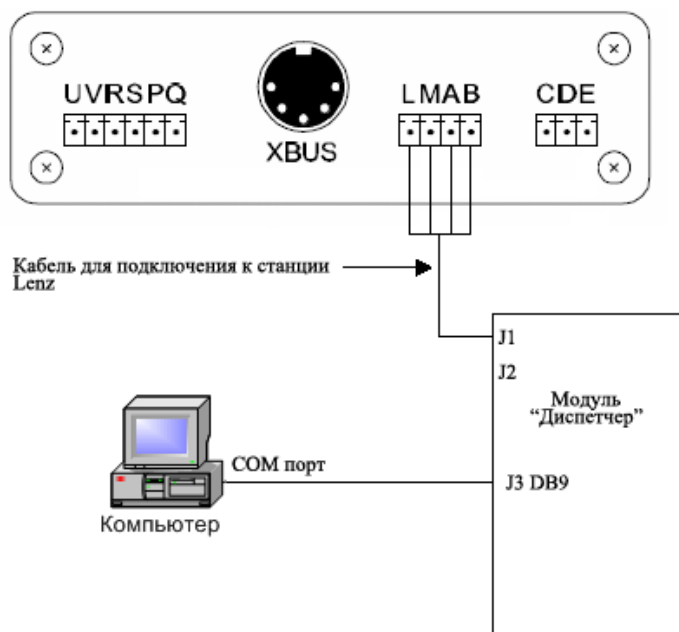 UVRSPQ
XBUS
LMAB
CDE
Кабель для подключения к станции
Lenz
J1
J2
Модуль
“Диспетчер”
COM порт
J3 DB9
Компьютер